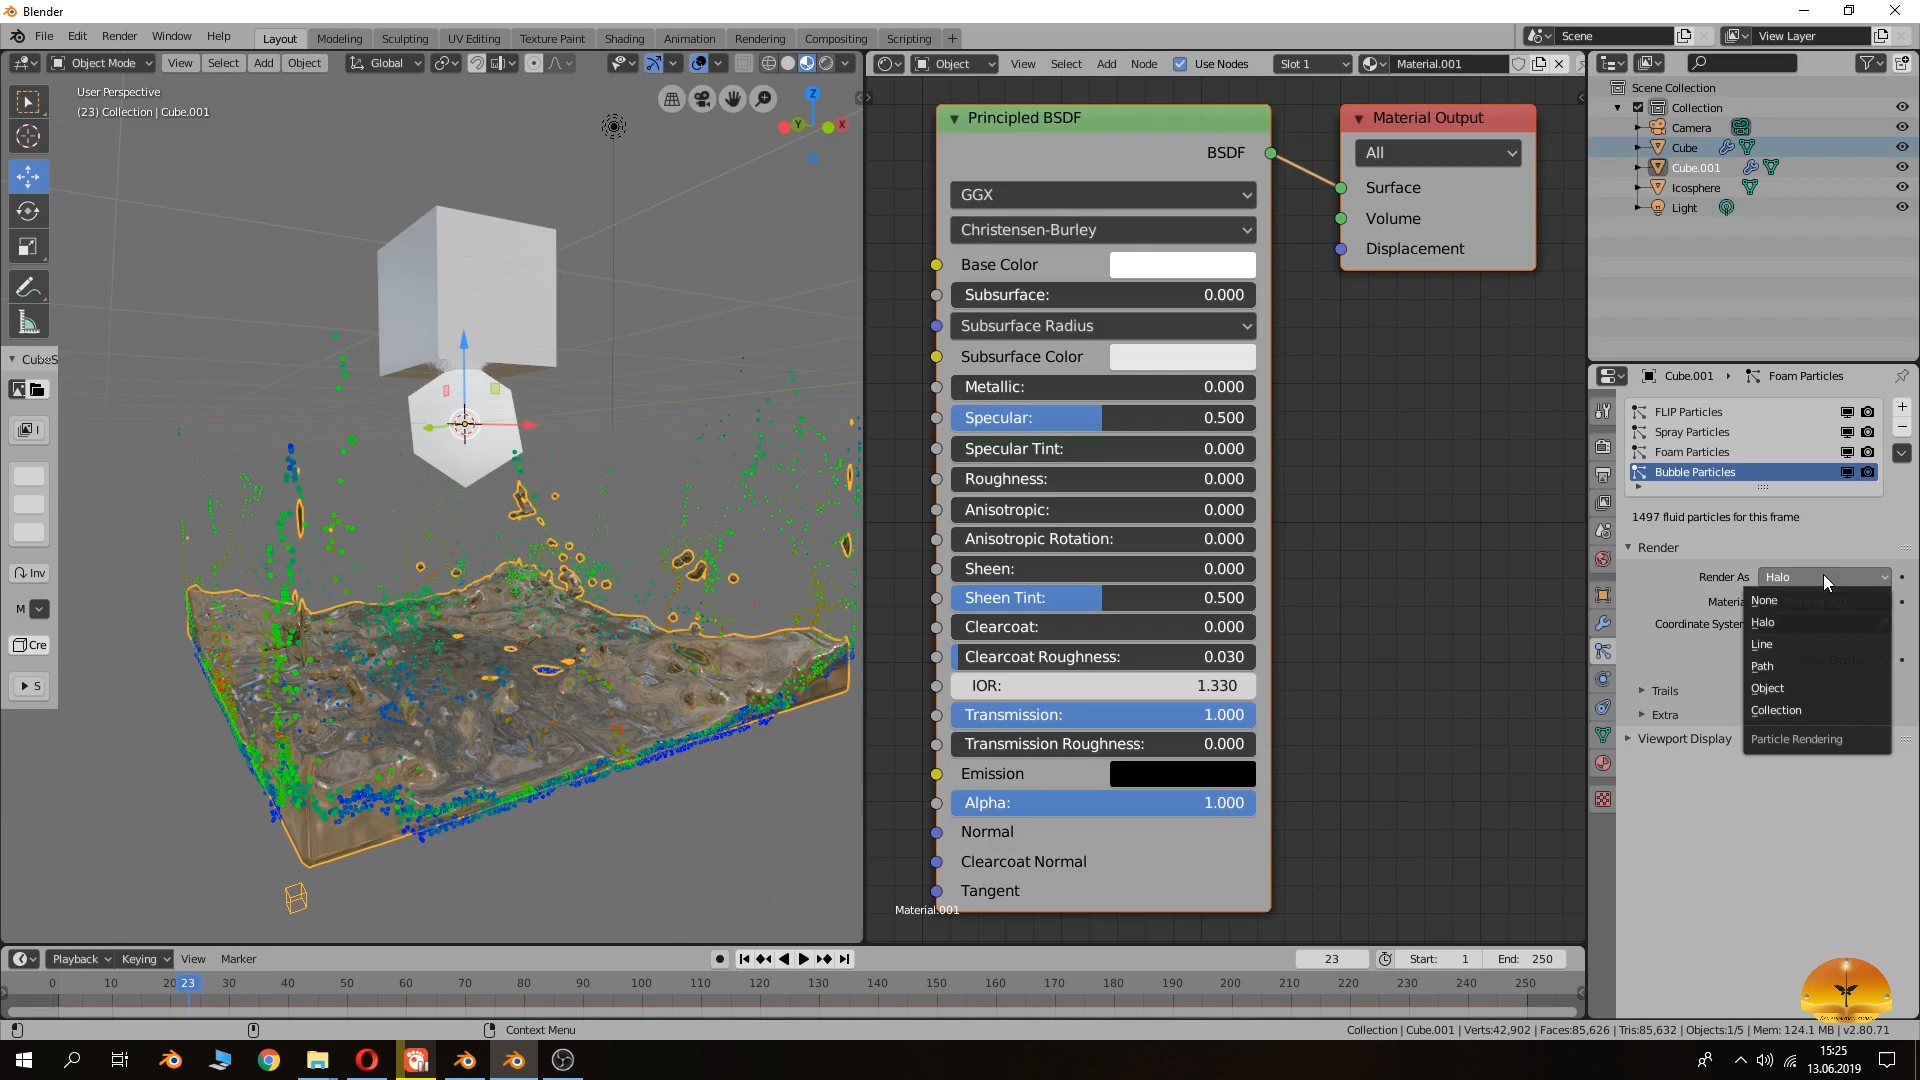 Blender
File Edit Render Window Help
Layout Modeling Sculpting UV Editing Texture Paint Shading Animation Rendering Compositing Scripting +
Scene View Layer
Object Mode View Select Add Object Global
Object View Select Add Node Use Nodes Slot 1 Material.001
User Perspective
(23) Collection | Cube.001
Z
Y X
Inv
M
Cre
S
Principled BSDF
BSDF
GGX
Christensen-Burley
Base Color
Subsurface: 0.000
Subsurface Radius
Subsurface Color
Metallic: 0.000
Specular: 0.500
Specular Tint: 0.000
Roughness: 0.000
Anisotropic: 0.000
Anisotropic Rotation: 0.000
Sheen: 0.000
Sheen Tint: 0.500
Clearcoat: 0.000
Clearcoat Roughness: 0.030
IOR: 1.330
Transmission: 1.000
Transmission Roughness: 0.000
Emission
Alpha: 1.000
Normal
Clearcoat Normal
Tangent
Material.001
Material Output
All
Surface
Volume
Displacement
Scene Collection
Collection
Camera
Cube
Cube.001
Icosphere
Light
Cube.001 Foam Particles
FLIP Particles
Spray Particles
Foam Particles
Bubble Particles
1497 fluid particles for this frame
Render
Render As Halo
Materia
Coordinate System
None
Halo
Line
Path
Object
Collection
Particle Rendering
Trails
Extra
Viewport Display
Playback Keying View Marker
23 Start: 1 End: 250
0 10 20 23 30 40 50 60 70 80 90 100 110 120 130 140 150 160 170 180 190 200 210 220 230 240 250
Context Menu
Collection | Cube.001 | Verts:42,902 | Faces:85,626 | Tris:85,632 | Objects:1/5 | Mem: 124.1 MB | v2.80.71
15:25
13.06.2019